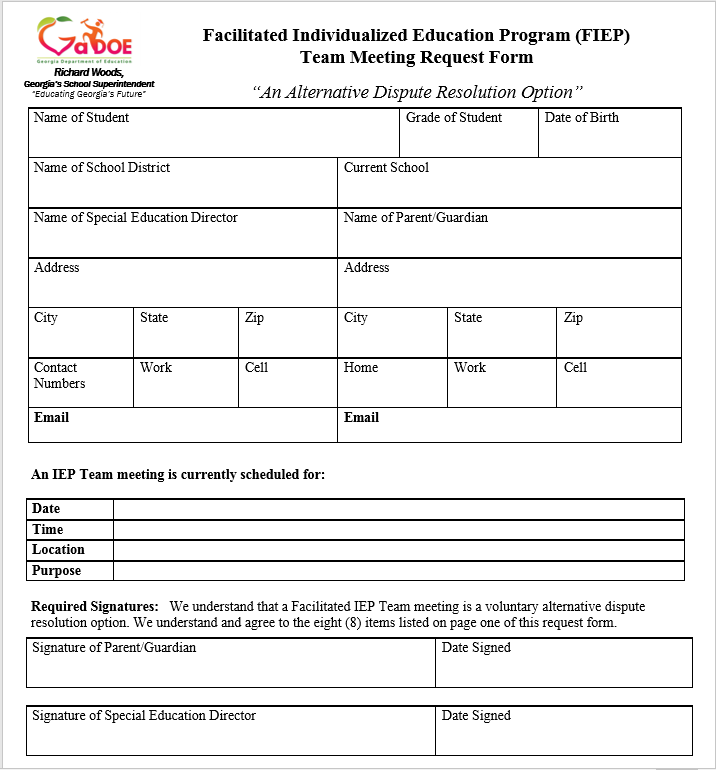 GaDOE
Georgia Department of Education
Richard Woods,
Georgia's School Superintendent
"Educating Georgia's Future"
Facilitated Individualized Education Program (FIEP)
Team Meeting Request Form
“An Alternative Dispute Resolution Option”
Name of Student Grade of Student Date of Birth
Name of School District Current School
Name of Special Education Director Name of Parent/Guardian
Address Address
City State Zip City State Zip
Contact Work Cell Home Work Cell
Numbers
Email Email
An IEP Team meeting is currently scheduled for:
Date
Time
Location
Purpose
Required Signatures: We understand that a Facilitated IEP Team meeting is a voluntary alternative dispute
resolution option. We understand and agree to the eight (8) items listed on page one of this request form.
Signature of Parent/Guardian Date Signed
Signature of Special Education Director Date Signed